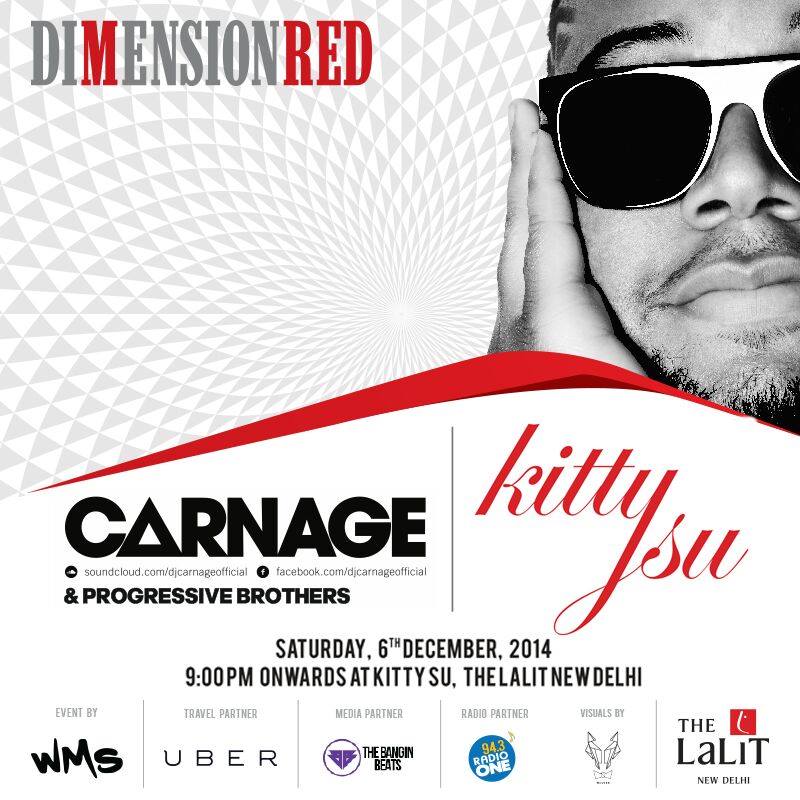 DIMENSIONRED
CARNAGE
soundcloud.com/djcarnageofficial facebook.com/djcarnageofficial
& PROGRESSIVE BROTHERS
kitty su
SATURDAY, 6TH DECEMBER, 2014
9:00PM ONWARDS AT KITTY SU, THE LALIT NEW DELHI
EVENT BY
WMS
TRAVEL PARTNER
UBER
MEDIA PARTNER
THE BANGIN
BEATS
RADIO PARTNER
94.3
RADIO
ONE
VISUALS BY
THE
LaLiT
NEW DELHI